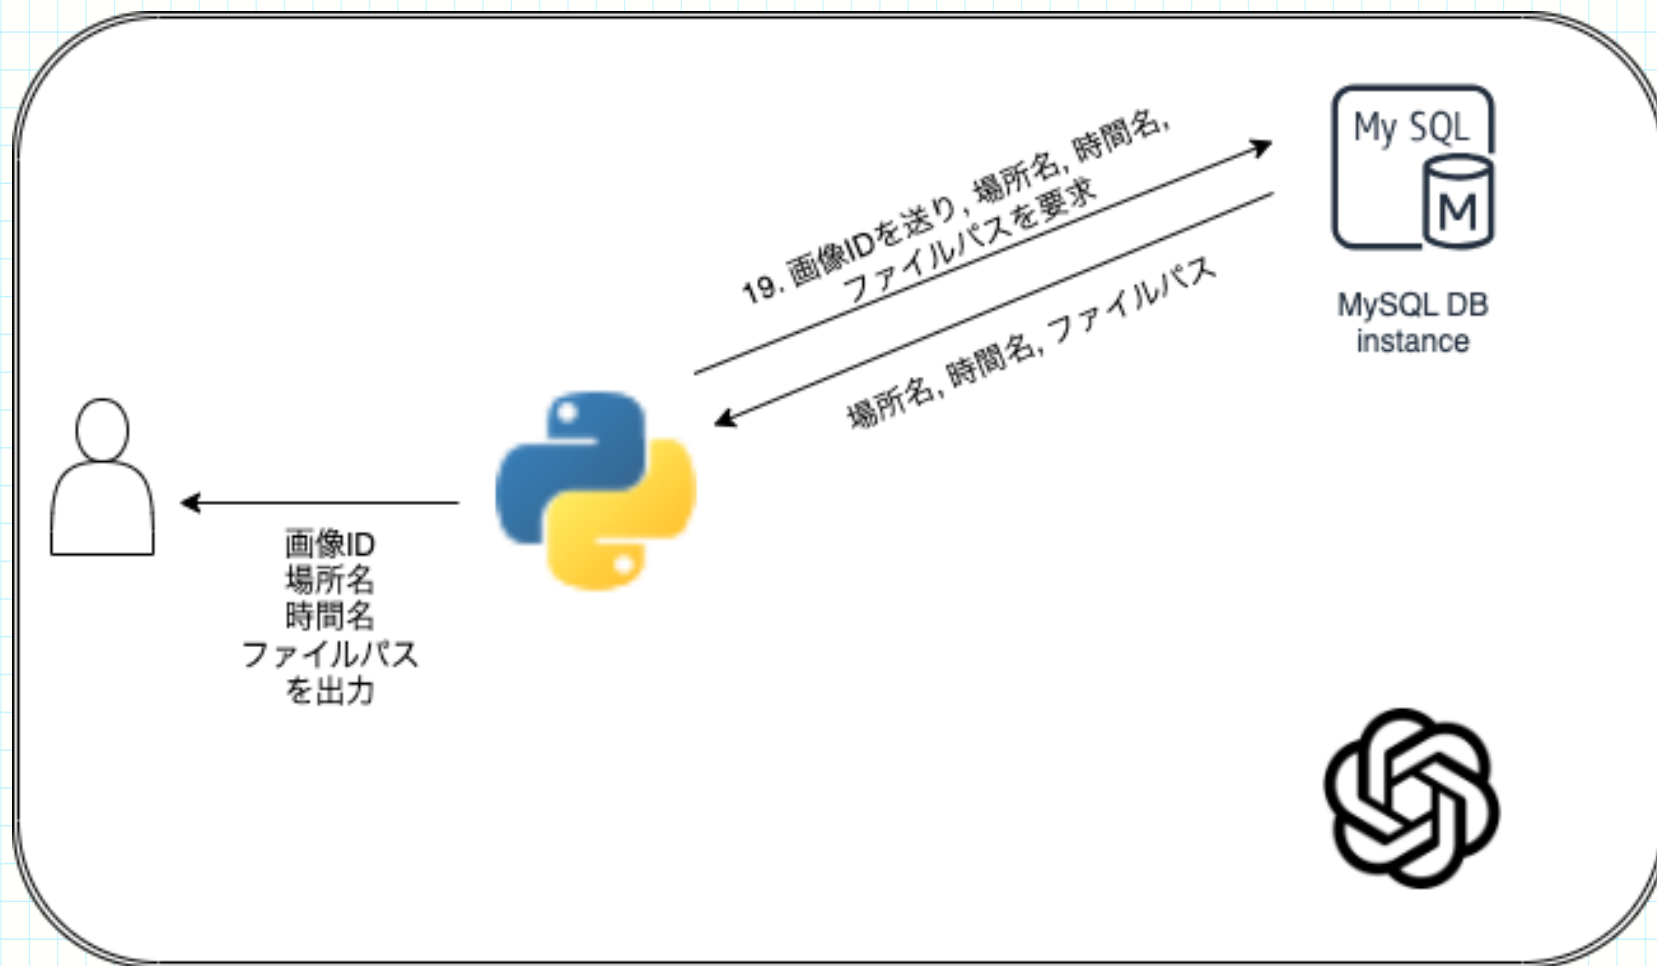 19. 画像IDを送り, 場所名, 時間名,
ファイルパスを要求
場所名, 時間名, ファイルパス
My SQL
M
MySQL DB
instance
画像ID
場所名
時間名
ファイルパス
を出力